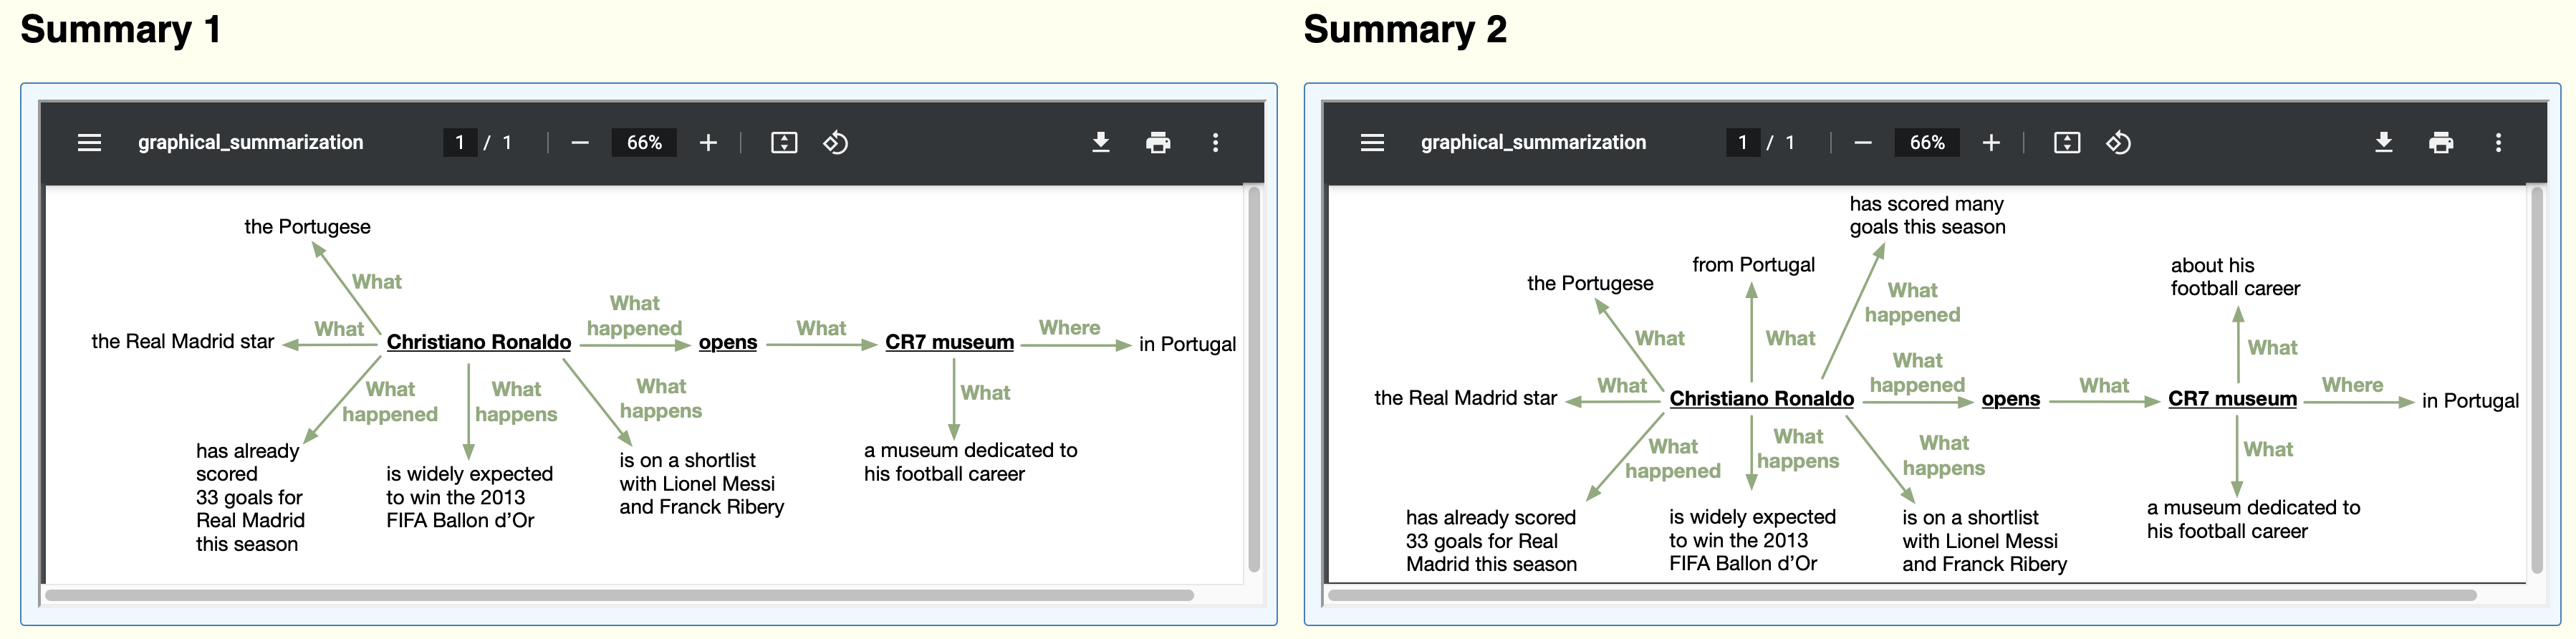 Summary 1
graphical_summarization
1 / 1
66%
the Portugese
What
the Real Madrid star
What
Christiano Ronaldo
What
happened
opens
What
CR7 museum
Where
in Portugal
What
happened
What
happens
What
happens
What
has already
scored
33 goals for
Real Madrid
this season
is widely expected
to win the 2013
FIFA Ballon d'Or
is on a shortlist
with Lionel Messi
and Franck Ribery
a museum dedicated to
his football career
Summary 2
graphical_summarization
1 / 1
66%
has scored many
goals this season
from Portugal
the Portugese
about his
football career
What
happened
What
What
What
the Real Madrid star
What
Christiano Ronaldo
What
happened
opens
What
CR7 museum
Where
in Portugal
What
happened
What
happens
What
happens
What
has already scored
33 goals for Real
Madrid this season
is widely expected
to win the 2013
FIFA Ballon d'Or
is on a shortlist
with Lionel Messi
and Franck Ribery
a museum dedicated to
his football career